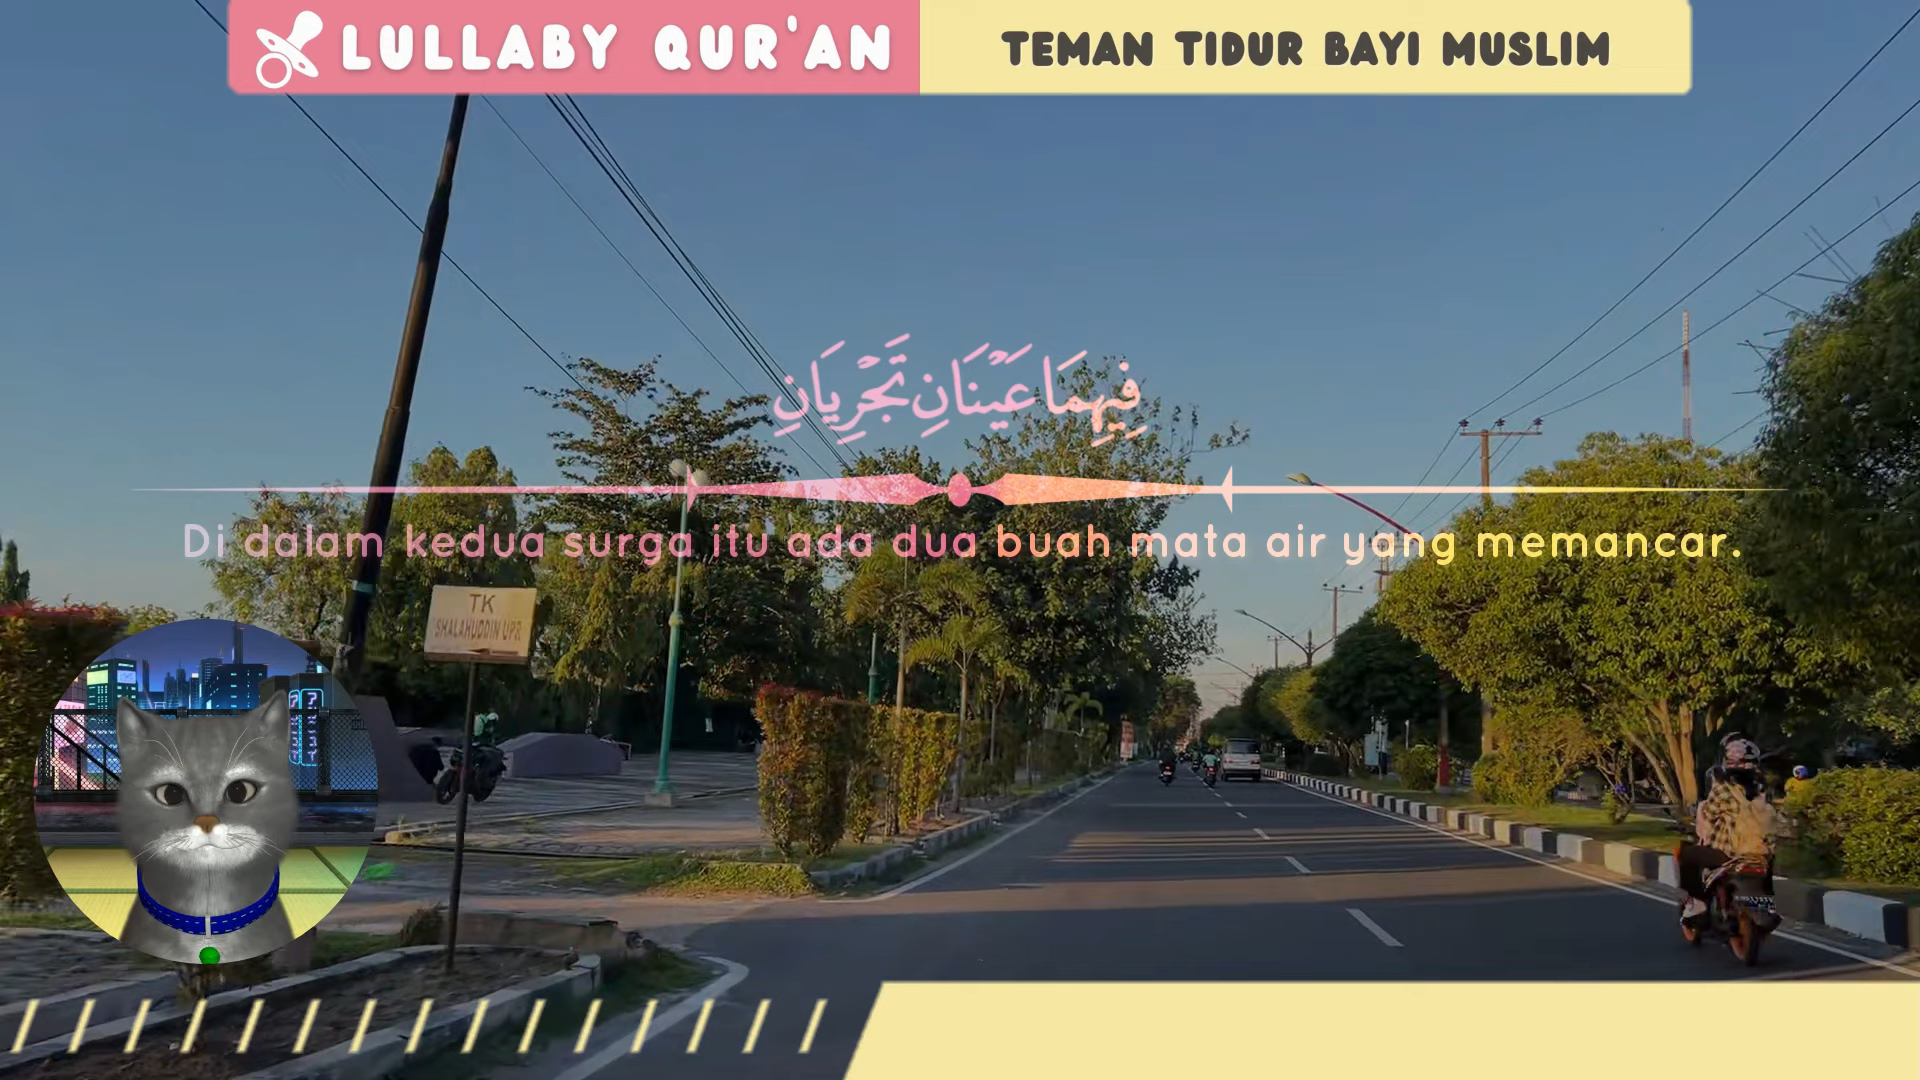 LULLABY QUR'AN
TEMAN TIDUR BAYI MUSLIM
فِيهِمَا عَيْنَانِ تَجْرِيَانِ
Di dalam kedua surga itu ada dua buah mata air yang memancar.
TK
SHALAHUDDIN UPR